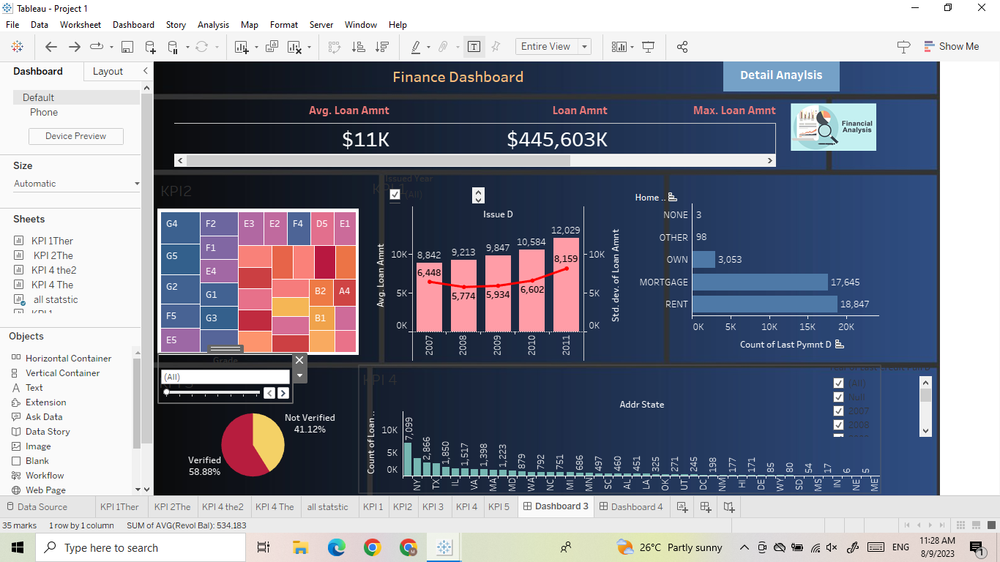 Tableau - Project 1
File Data Worksheet Dashboard Story Analysis Map Format Server Window Help
Entire View
Show Me
Dashboard Layout
Default
Phone
Device Preview
Size
Automatic
Sheets
KPI 1Ther
KPI 2The
KPI 4 the2
KPI 4 The
all statstic
KPI 1
Objects
Horizontal Container
Vertical Container
Text
Extension
Ask Data
Data Story
Image
Blank
Workflow
Web Page
Finance Dashboard
Detail Anaylsis
Avg. Loan Amnt Loan Amnt Max. Loan Amnt
$11K $445,603K
Financial
Analysis
KPI2
G4 F2 E3 E2 F4 D5 E1
G5 F1
E4
G2 G1 B2 A4
F5 G3 B1
E5
KPI 1
Issued Year
(All)
Issue D
Avg. Loan Amnt
10K
5K
0K
8,842 9,213 9,847 10,584 12,029
6,448 5,774 5,934 6,602 8,159
2007 2008 2009 2010 2011
10K
5K
0K
Std. dev. of Loan Amnt
Home ..
NONE 3
OTHER 98
OWN 3,053
MORTGAGE 17,645
RENT 18,847
0K 5K 10K 15K 20K
Count of Last Pymnt D
Grade
(All)
Not Verified
41.12%
Verified
58.88%
KPI 4
Addr State
(All)
Null
2007
2008
Count of Loan ..
10K
5K
0K
7,099 2,866 1,850 1,517 1,398 1,223 879 792 751 686 497 460 451 325 271 245 198 177 171 85 80 54 17 6 5
NY TX IL VA MA MD WA NC MI MN SC AL LA OK UT DC NM HI DE WY SD MS IN NE ME
Data Source KPI 1Ther KPI 2The KPI 4 the2 KPI 4 The all statstic KPI 1 KPI2 KPI 3 KPI 4 KPI 5 Dashboard 3 Dashboard 4
35 marks 1 row by 1 column SUM of AVG(Revol Bal): 534,183
Type here to search
26°C Partly sunny
ENG
11:28 AM
8/9/2023
1